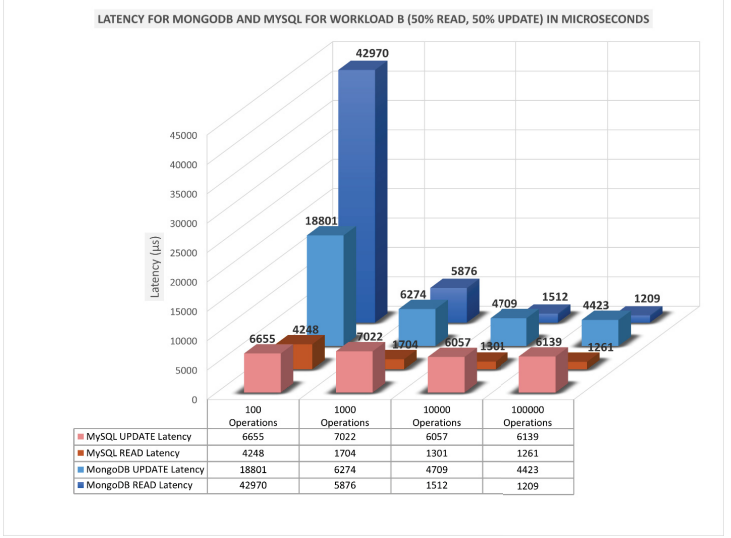 LATENCY FOR MONGODB AND MYSQL FOR WORKLOAD B (50% READ, 50% UPDATE) IN MICROSECONDS
42970
45000
40000
35000
30000
25000
20000
15000
10000
5000
0
Latency (µs)
18801
5876
6274
4709
1512
4423
1209
6655
4248
7022
1704
6057
1301
6139
1261
100 Operations
1000 Operations
10000 Operations
100000 Operations
MySQL UPDATE Latency 6655 7022 6057 6139
MySQL READ Latency 4248 1704 1301 1261
MongoDB UPDATE Latency 18801 6274 4709 4423
MongoDB READ Latency 42970 5876 1512 1209